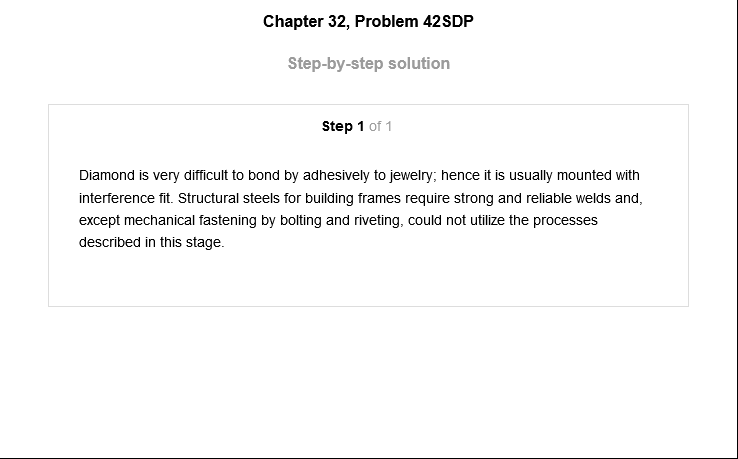 Chapter 32, Problem 42SDP
Step-by-step solution
Step 1 of 1
Diamond is very difficult to bond by adhesively to jewelry; hence it is usually mounted with
interference fit. Structural steels for building frames require strong and reliable welds and,
except mechanical fastening by bolting and riveting, could not utilize the processes
described in this stage.